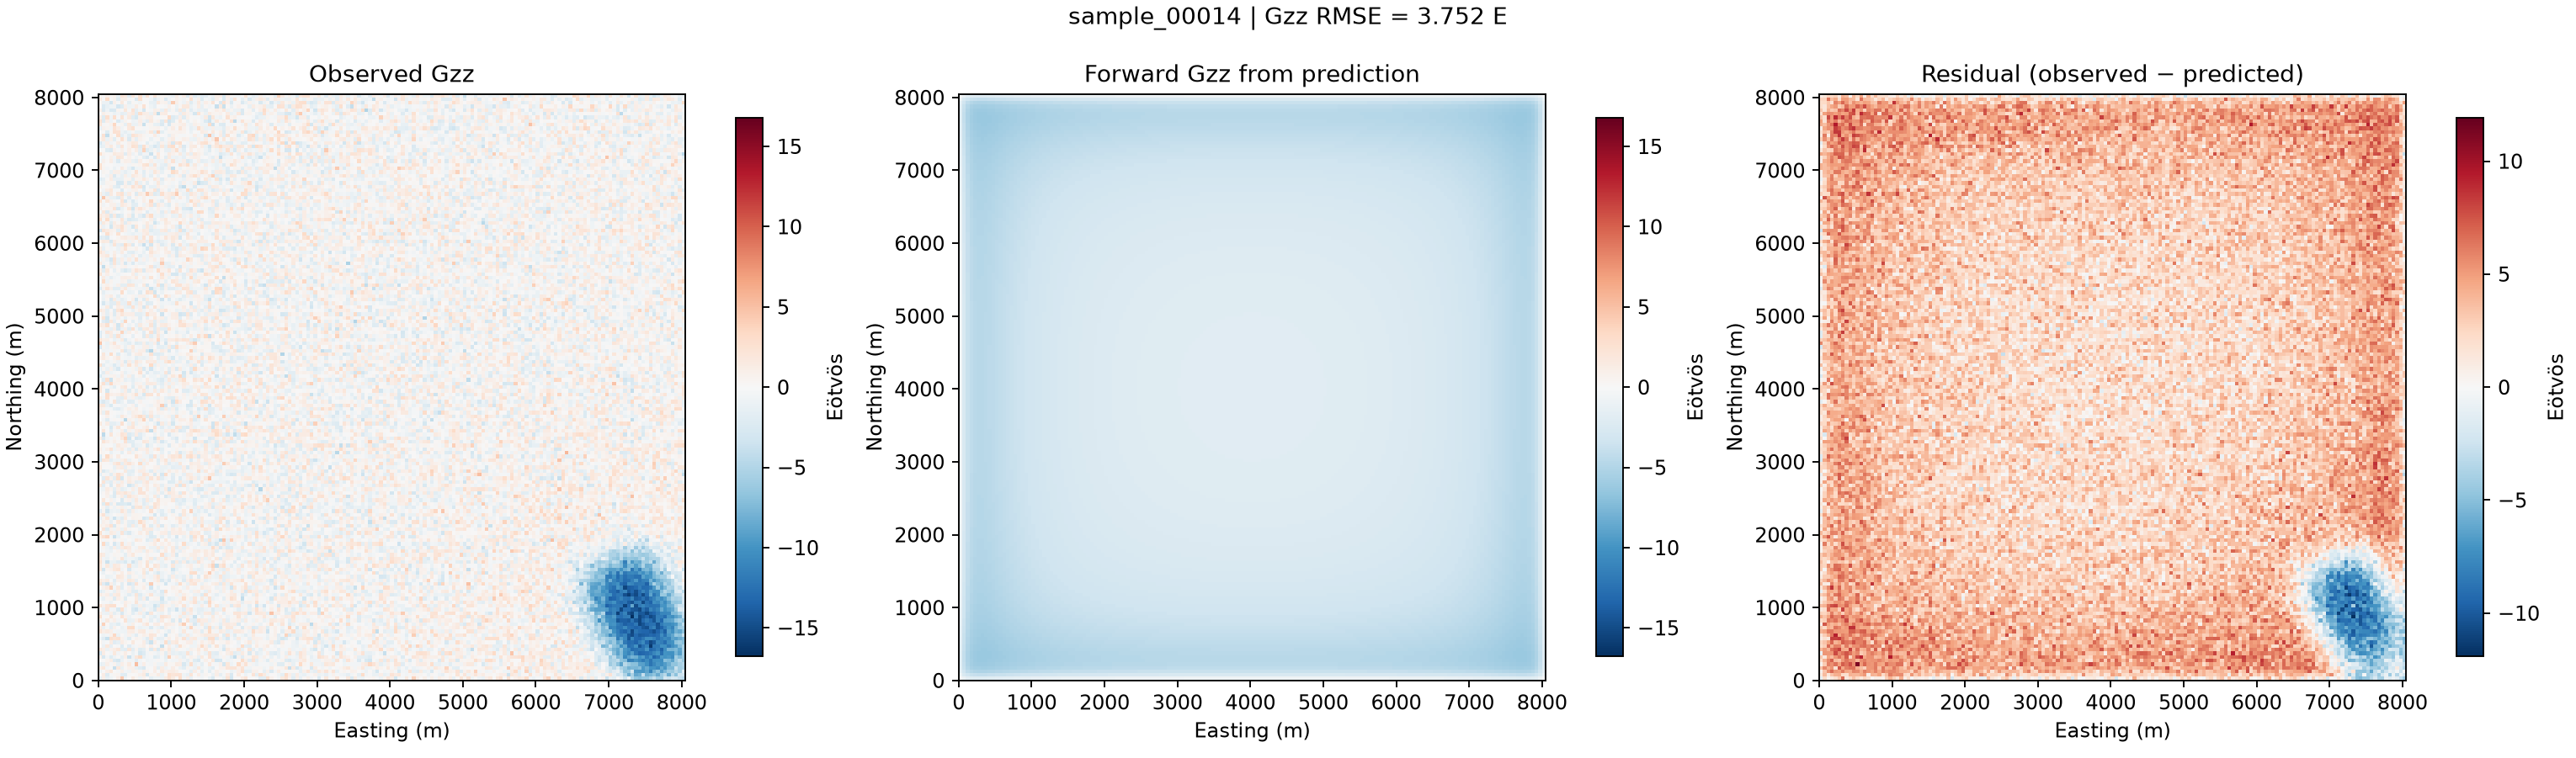 sample_00014 | Gzz RMSE = 3.752 E
Observed Gzz
8000
7000
6000
5000
4000
3000
2000
1000
0
Northing (m)
0 1000 2000 3000 4000 5000 6000 7000 8000
Easting (m)
15
10
5
0
−5
−10
−15
Eötvös
Forward Gzz from prediction
8000
7000
6000
5000
4000
3000
2000
1000
0
Northing (m)
0 1000 2000 3000 4000 5000 6000 7000 8000
Easting (m)
15
10
5
0
−5
−10
−15
Eötvös
Residual (observed − predicted)
8000
7000
6000
5000
4000
3000
2000
1000
0
Northing (m)
0 1000 2000 3000 4000 5000 6000 7000 8000
Easting (m)
10
5
0
−5
−10
Eötvös